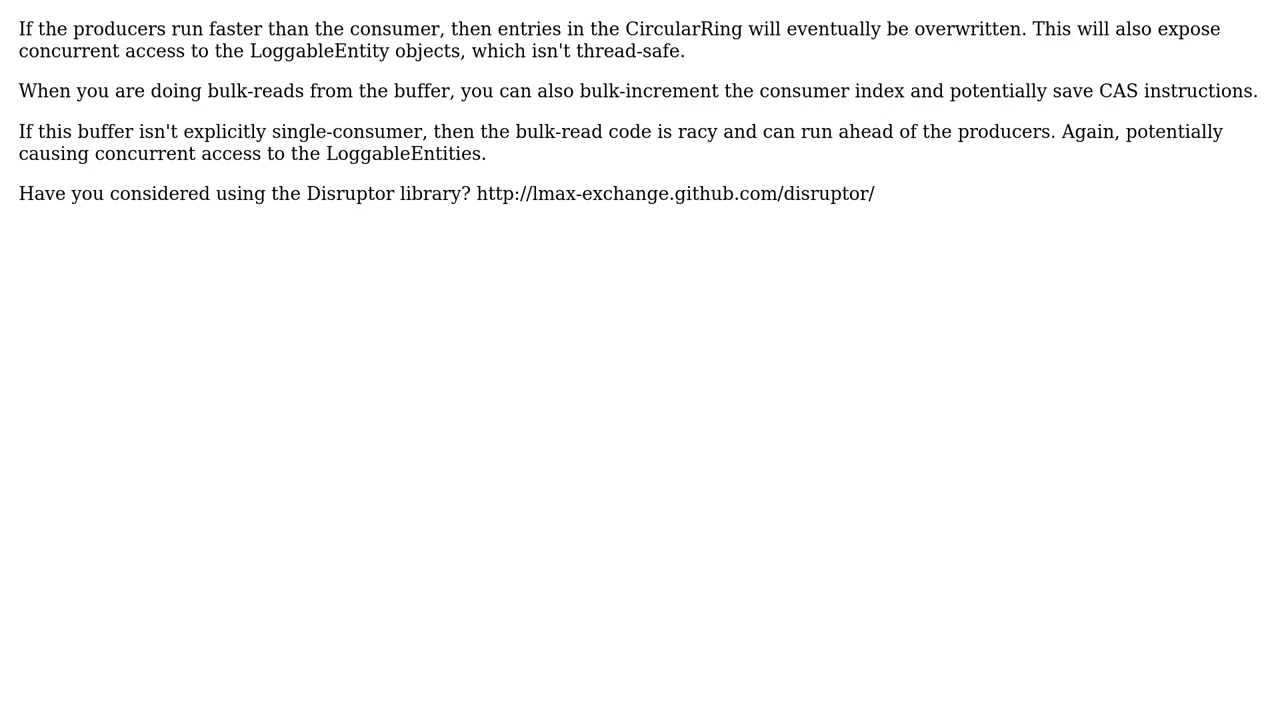 If the producers run faster than the consumer, then entries in the CircularRing will eventually be overwritten. This will also expose
concurrent access to the LoggableEntity objects, which isn't thread-safe.
When you are doing bulk-reads from the buffer, you can also bulk-increment the consumer index and potentially save CAS instructions.
If this buffer isn't explicitly single-consumer, then the bulk-read code is racy and can run ahead of the producers. Again, potentially
causing concurrent access to the LoggableEntities.
Have you considered using the Disruptor library? http://lmax-exchange.github.com/disruptor/